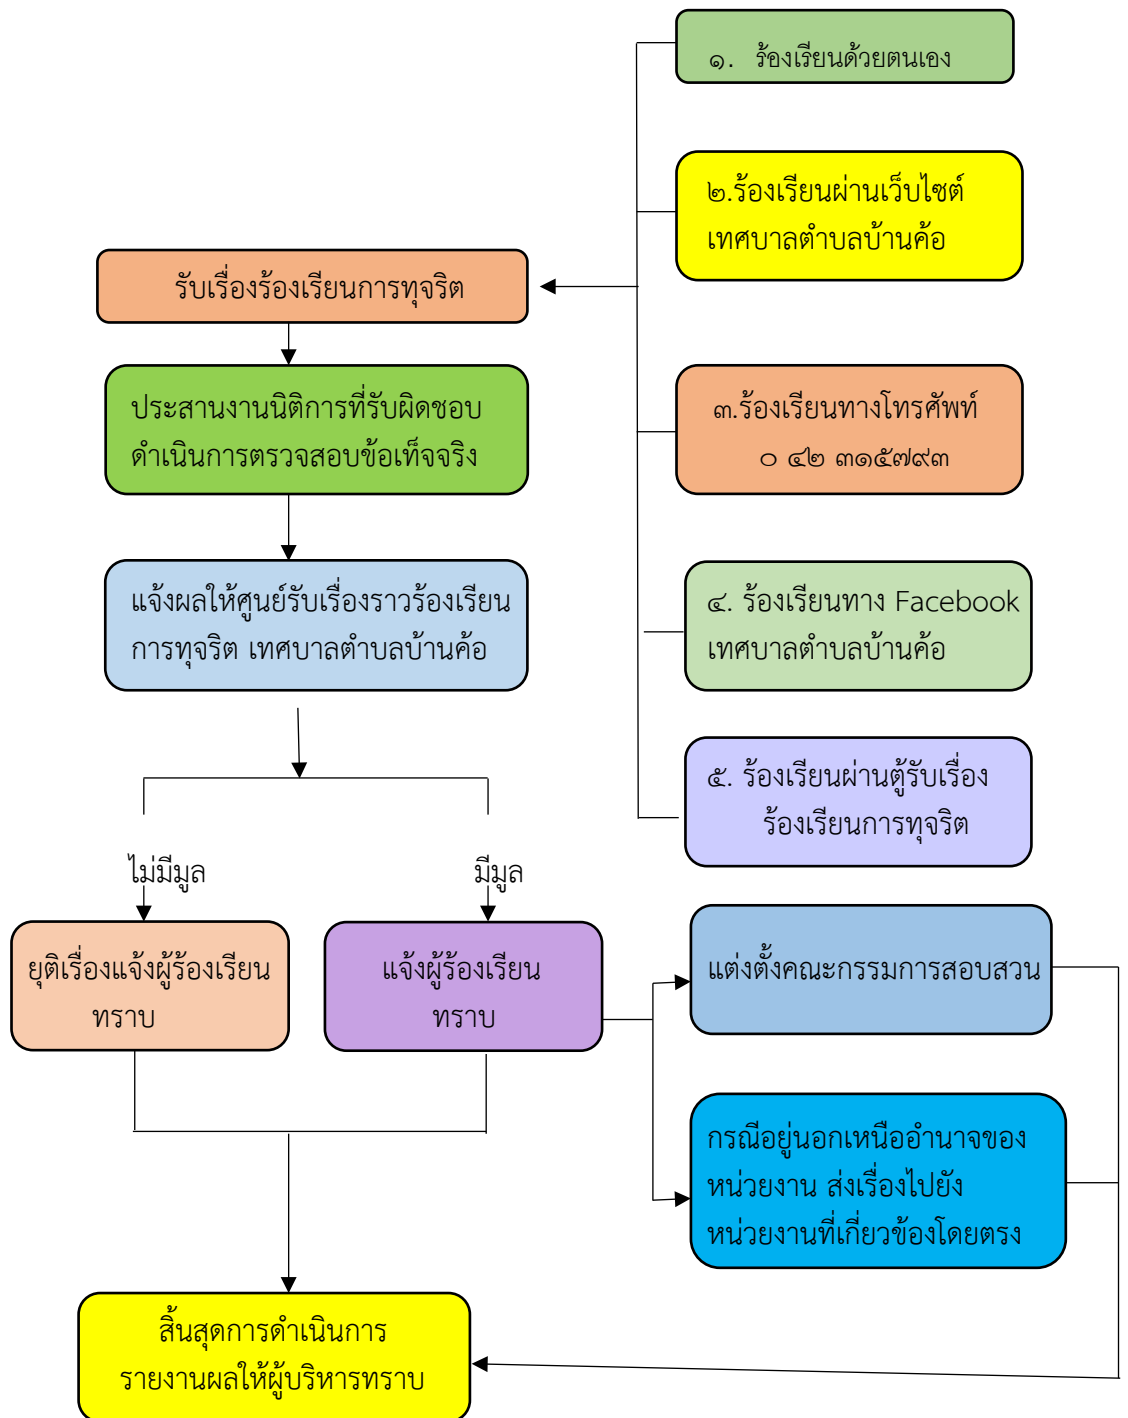 ๑. ร้องเรียนด้วยตนเอง
๒.ร้องเรียนผ่านเว็บไซต์
เทศบาลตำบลบ้านค้อ
๓.ร้องเรียนทางโทรศัพท์
๐ ๔๒ ๓๑๕๗๙๓
๔. ร้องเรียนทาง Facebook
เทศบาลตำบลบ้านค้อ
๕. ร้องเรียนผ่านตู้รับเรื่อง
ร้องเรียนการทุจริต
รับเรื่องร้องเรียนการทุจริต
ประสานงานนิติการที่รับผิดชอบ
ดำเนินการตรวจสอบข้อเท็จจริง
แจ้งผลให้ศูนย์รับเรื่องราวร้องเรียน
การทุจริต เทศบาลตำบลบ้านค้อ
ไม่มีมูล
มีมูล
ยุติเรื่องแจ้งผู้ร้องเรียน
ทราบ
แจ้งผู้ร้องเรียน
ทราบ
แต่งตั้งคณะกรรมการสอบสวน
กรณีอยู่นอกเหนืออำนาจของ
หน่วยงาน ส่งเรื่องไปยัง
หน่วยงานที่เกี่ยวข้องโดยตรง
สิ้นสุดการดำเนินการ
รายงานผลให้ผู้บริหารทราบ